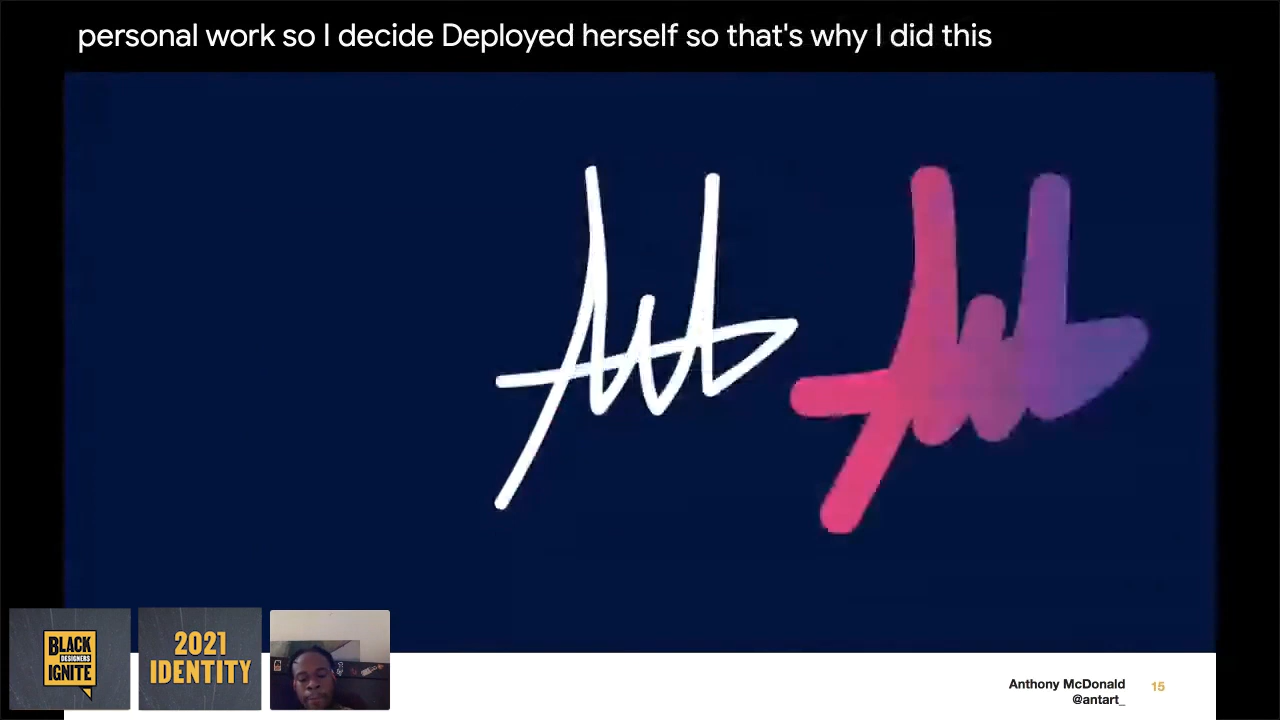 personal work so I decide Deployed herself so that's why I did this
Ant
BLACK
DESIGNERS
IGNITE
2021
IDENTITY
Anthony McDonald
15
@antart_